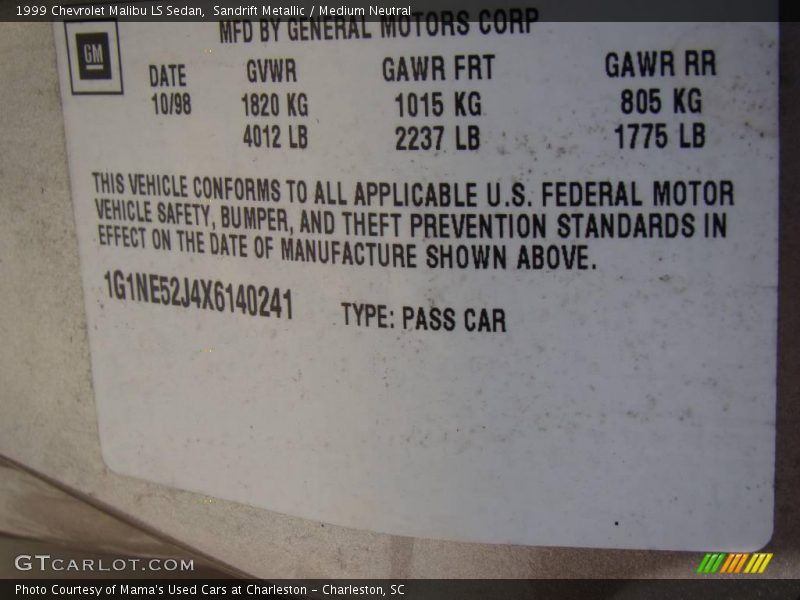 1999 Chevrolet Malibu LS Sedan,  Sandrift Metallic / Medium Neutral
MFD BY GENERAL MOTORS CORP
GM
DATE GVWR GAWR FRT GAWR RR
10/98 1820 KG 1015 KG 805 KG
4012 LB 2237 LB 1775 LB
THIS VEHICLE CONFORMS TO ALL APPLICABLE U.S. FEDERAL MOTOR
VEHICLE SAFETY, BUMPER, AND THEFT PREVENTION STANDARDS IN
EFFECT ON THE DATE OF MANUFACTURE SHOWN ABOVE.
1G1NE52J4X6140241 TYPE: PASS CAR
GTCARLOT.COM
Photo Courtesy of Mama's Used Cars at Charleston - Charleston, SC